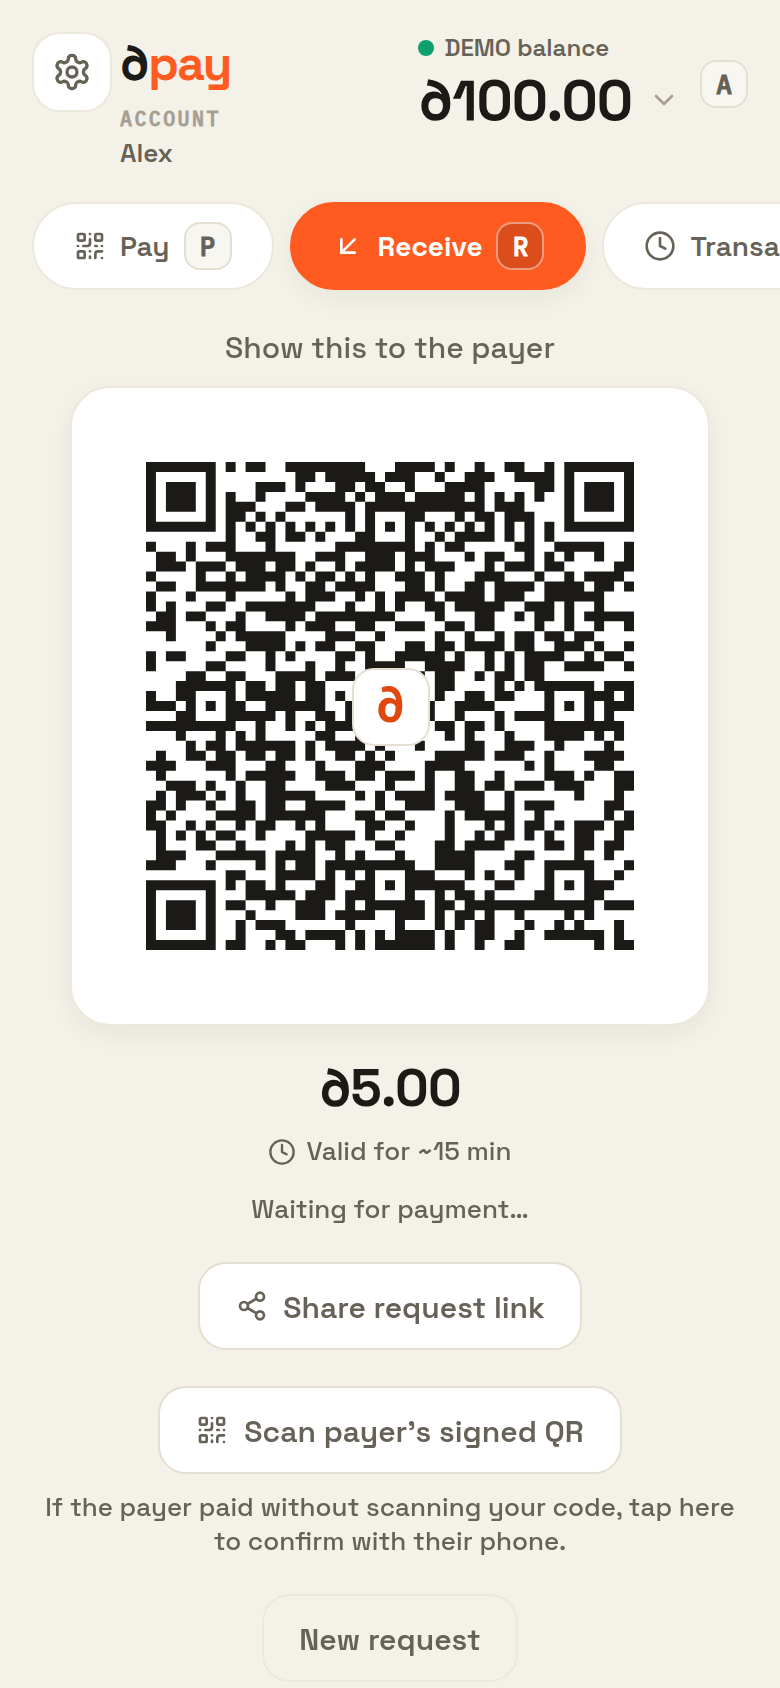 ∂pay
ACCOUNT
Alex
DEMO balance
∂100.00
A
Pay P
Receive R
Transa
Show this to the payer
∂
∂5.00
Valid for ~15 min
Waiting for payment…
Share request link
Scan payer’s signed QR
If the payer paid without scanning your code, tap here
to confirm with their phone.
New request